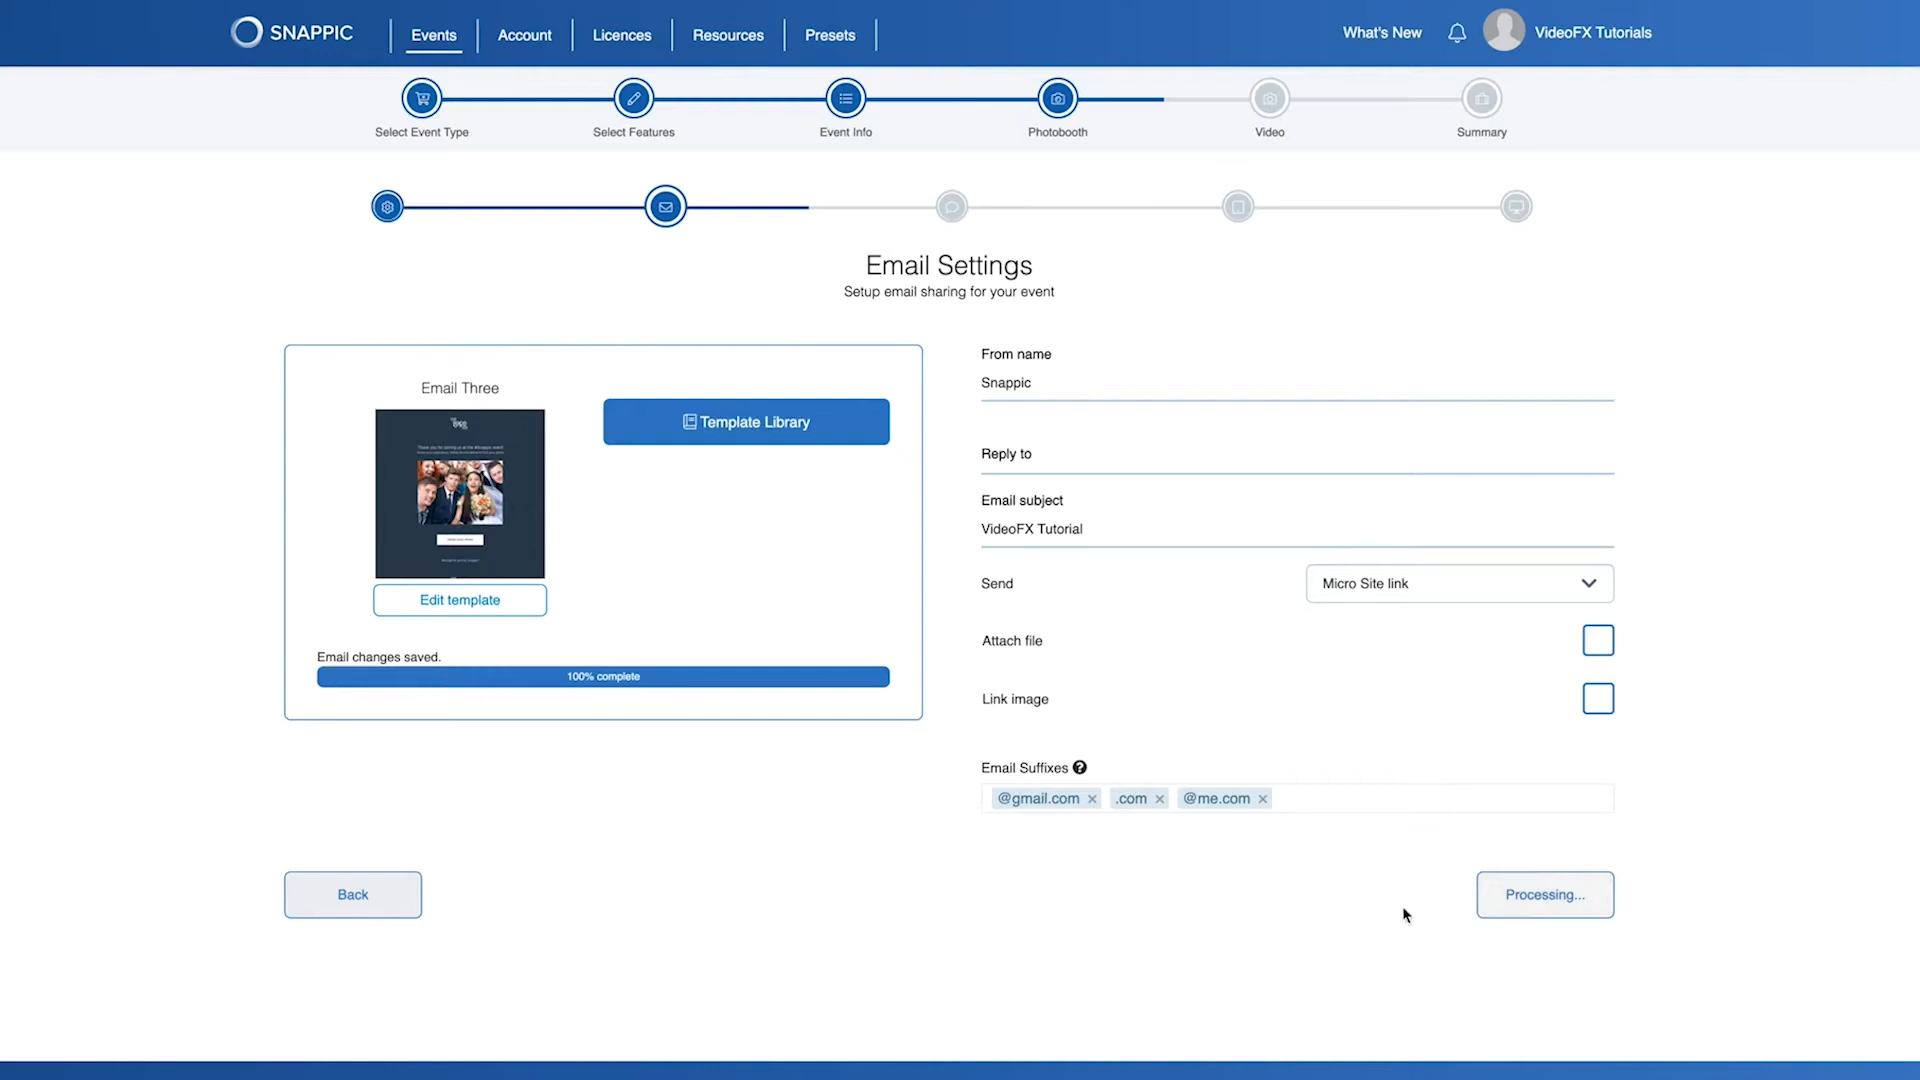 SNAPPIC
Events
Account
Licences
Resources
Presets
What's New
VideoFX Tutorials
Select Event Type
Select Features
Event Info
Photobooth
Video
Summary
Email Settings
Setup email sharing for your event
Email Three
Template Library
Edit template
Email changes saved.
100% complete
From name
Snappic
Reply to
Email subject
VideoFX Tutorial
Send
Micro Site link
Attach file
Link image
Email Suffixes ?
@gmail.com × .com × @me.com ×
Back
Processing...